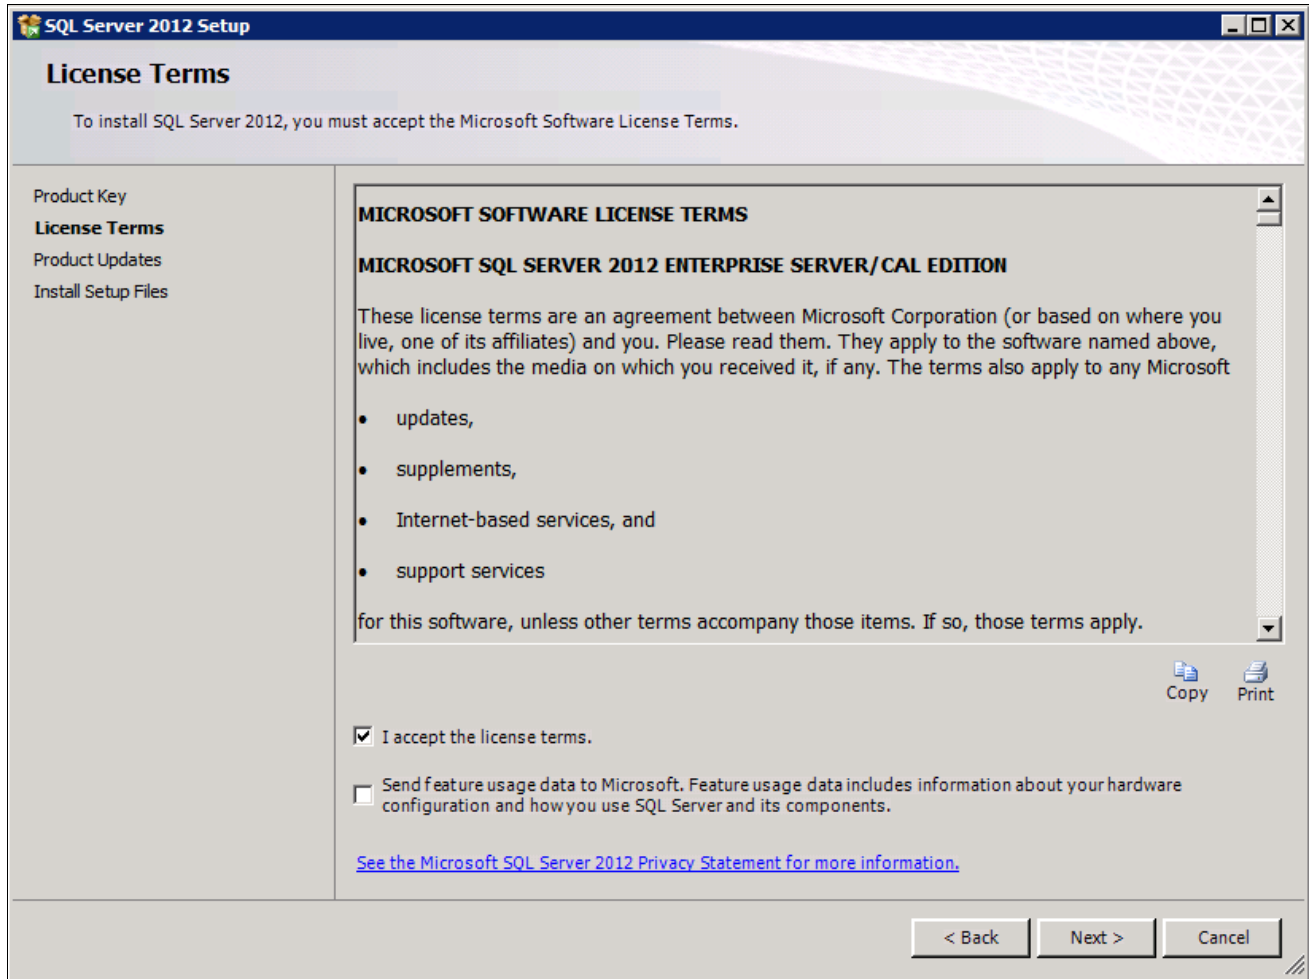 SQL Server 2012 Setup
License Terms
To install SQL Server 2012, you must accept the Microsoft Software License Terms.
Product Key
License Terms
Product Updates
Install Setup Files
MICROSOFT SOFTWARE LICENSE TERMS
MICROSOFT SQL SERVER 2012 ENTERPRISE SERVER/CAL EDITION
These license terms are an agreement between Microsoft Corporation (or based on where you
live, one of its affiliates) and you. Please read them. They apply to the software named above,
which includes the media on which you received it, if any. The terms also apply to any Microsoft
• updates,
• supplements,
• Internet-based services, and
• support services
for this software, unless other terms accompany those items. If so, those terms apply.
Copy Print
I accept the license terms.
Send feature usage data to Microsoft. Feature usage data includes information about your hardware
configuration and how you use SQL Server and its components.
See the Microsoft SQL Server 2012 Privacy Statement for more information.
< Back Next > Cancel